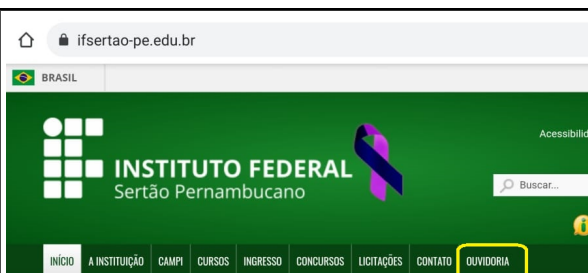 ifsertao-pe.edu.br
BRASIL
Acessibilid
INSTITUTO FEDERAL
Sertão Pernambucano
Buscar...
INÍCIO A INSTITUIÇÃO CAMPI CURSOS INGRESSO CONCURSOS LICITAÇÕES CONTATO OUVIDORIA